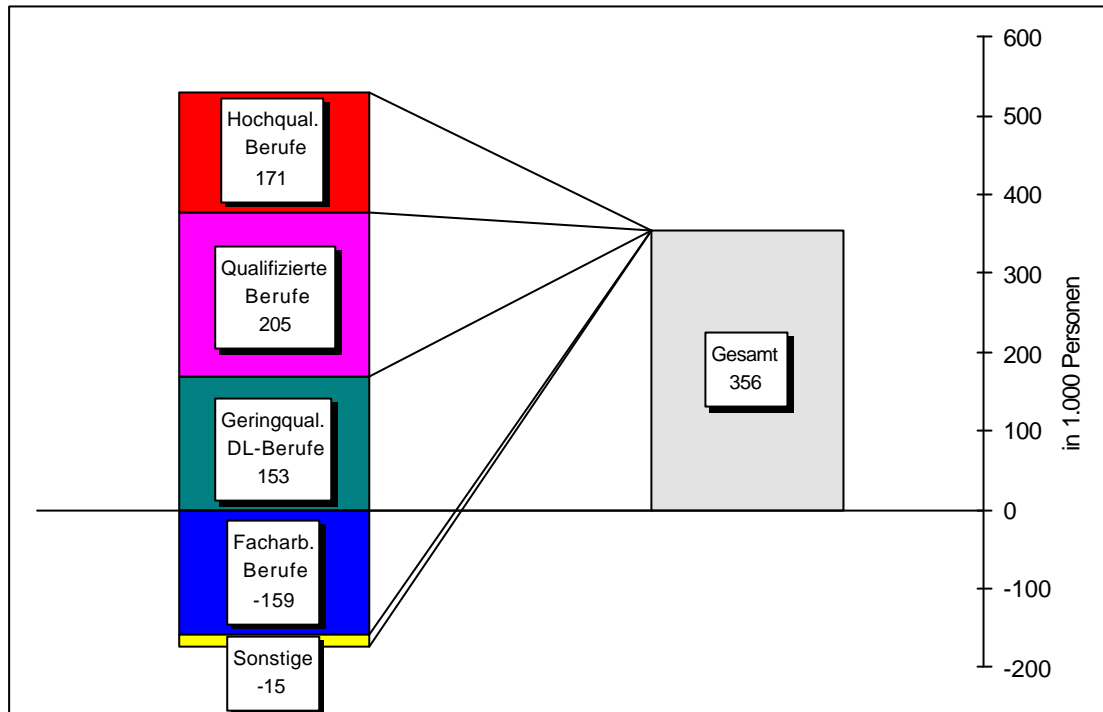 Hochqual.
Berufe
171
Qualifizierte
Berufe
205
Geringqual.
DL-Berufe
153
Facharb.
Berufe
-159
Sonstige
-15
Gesamt
356
600
500
400
300
200
100
0
-100
-200
in 1.000 Personen